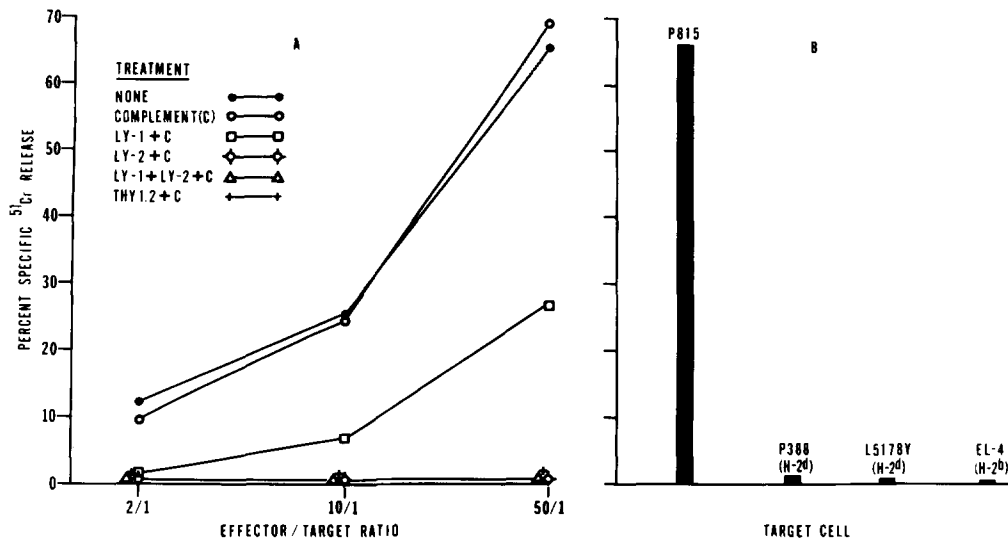 A
70
60
50
40
30
20
10
0
PERCENT SPECIFIC 51Cr RELEASE
TREATMENT
NONE
COMPLEMENT(C)
LY-1+C
LY-2+C
LY-1+LY-2+C
THY1.2+C
2/1 10/1 50/1
EFFECTOR/TARGET RATIO
B
P815
P388
(H-2d)
L5178Y
(H-2d)
EL-4
(H-2b)
TARGET CELL